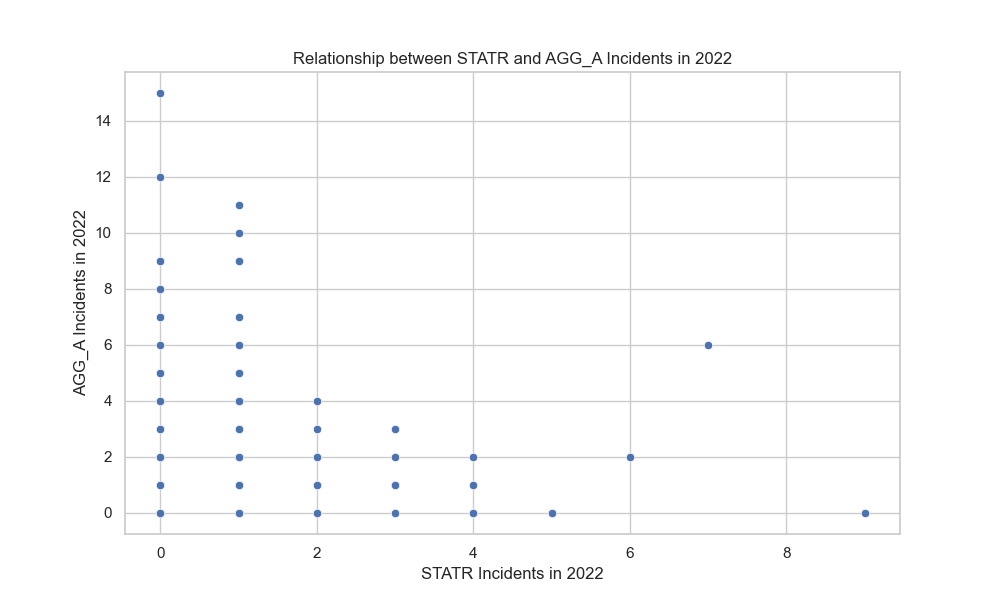 Relationship between STATR and AGG_A Incidents in 2022
AGG_A Incidents in 2022
14
12
10
8
6
4
2
0
0 2 4 6 8
STATR Incidents in 2022